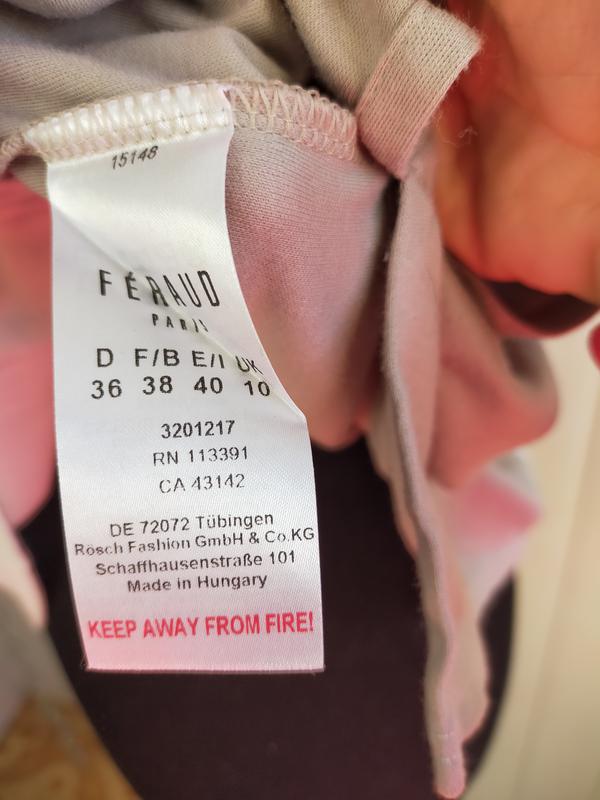 15148
FÉRAUD
PARIS
D F/B E/I UK
36 38 40 10
3201217
RN 113391
CA 43142
DE 72072 Tübingen
Rösch Fashion GmbH & Co.KG
Schaffhausenstraße 101
Made in Hungary
KEEP AWAY FROM FIRE!